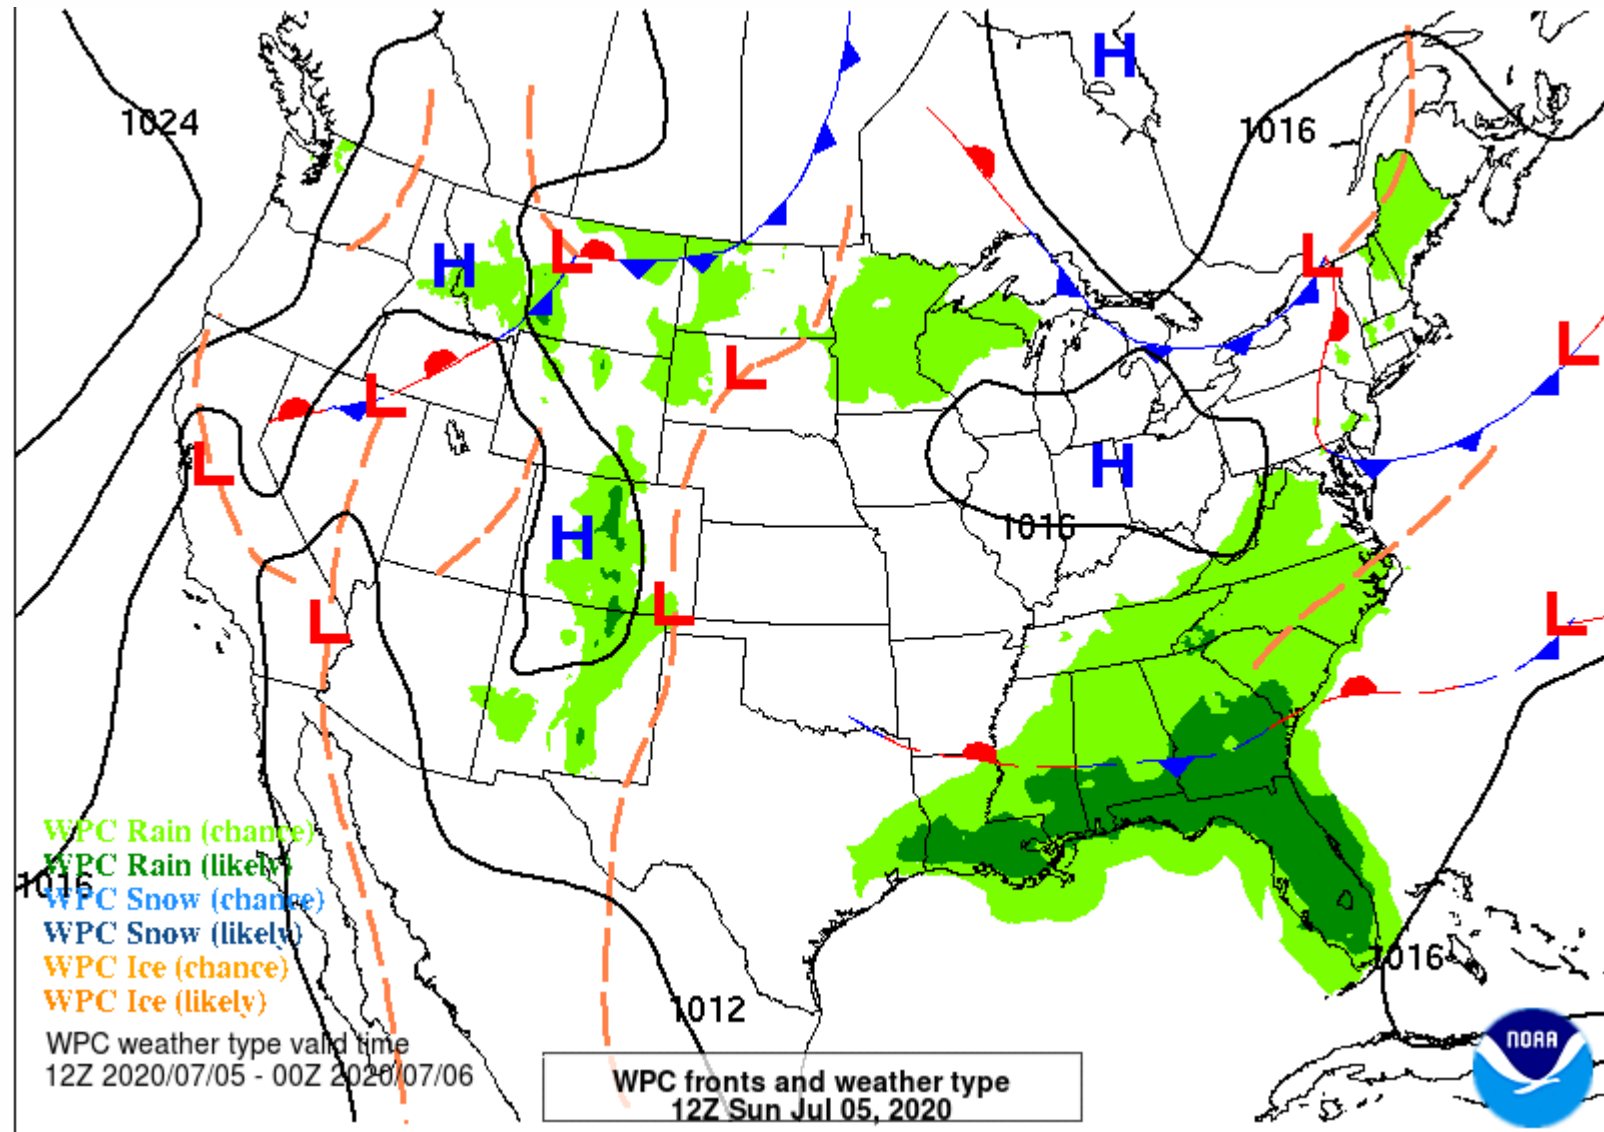 H
1024
1016
H
L
L
L
L
L
L
H
1016
H
L
L
L
WPC Rain (chance)
WPC Rain (likely)
1016
WPC Snow (chance)
WPC Snow (likely)
WPC Ice (chance)
WPC Ice (likely)
1016
1012
WPC weather type valid time
12Z 2020/07/05 - 00Z 2020/07/06
WPC fronts and weather type
12Z Sun Jul 05, 2020
NOAA